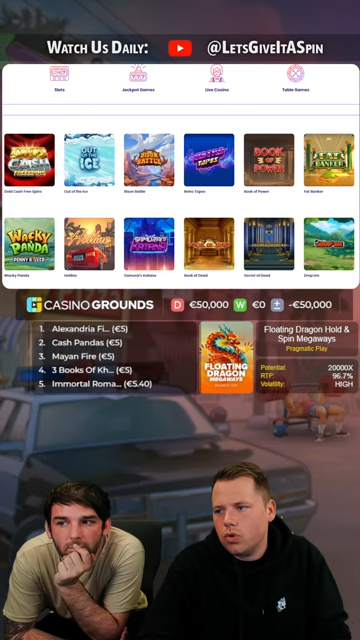 WATCH US DAILY: @LETSGIVEITASPIN
Slots Jackpot Games Live Casino Table Games
Gold Cash Free Spins Out of the Ice Bison Battle Retro Tapes Book of Power Fat Banker
Wacky Panda Hotline Samurai's Katana Book of Dead Secret of Dead
CASINO GROUNDS D €50,000 W €0 ± -€50,000
1. Alexandria Fi... (€5)
2. Cash Pandas (€5)
3. Mayan Fire (€5)
4. 3 Books Of Kh... (€5)
5. Immortal Roma... (€5.40)
FLOATING
DRAGON
MEGAWAYS
Floating Dragon Hold &
Spin Megaways
Pragmatic Play
Potential: 20000X
RTP: 96.7%
Volatility: HIGH